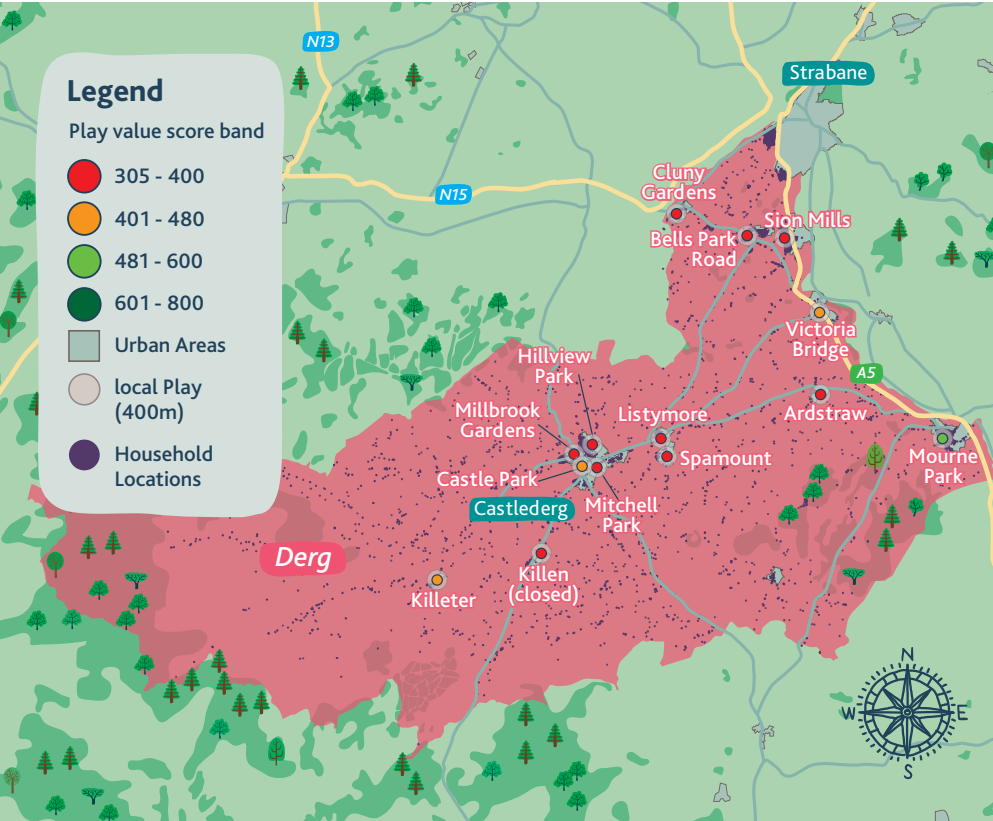 Legend
Play value score band
305 - 400
401 - 480
481 - 600
601 - 800
Urban Areas
local Play
(400m)
Household
Locations
N13
N15
Strabane
Cluny
Gardens
Sion Mills
Bells Park
Road
Victoria
Bridge
A5
Hillview
Park
Millbrook
Gardens
Listymore
Ardstraw
Castle Park
Spamount
Mourne
Park
Castlederg
Mitchell
Park
Derg
Killeter
Killen
(closed)
N
W
E
S